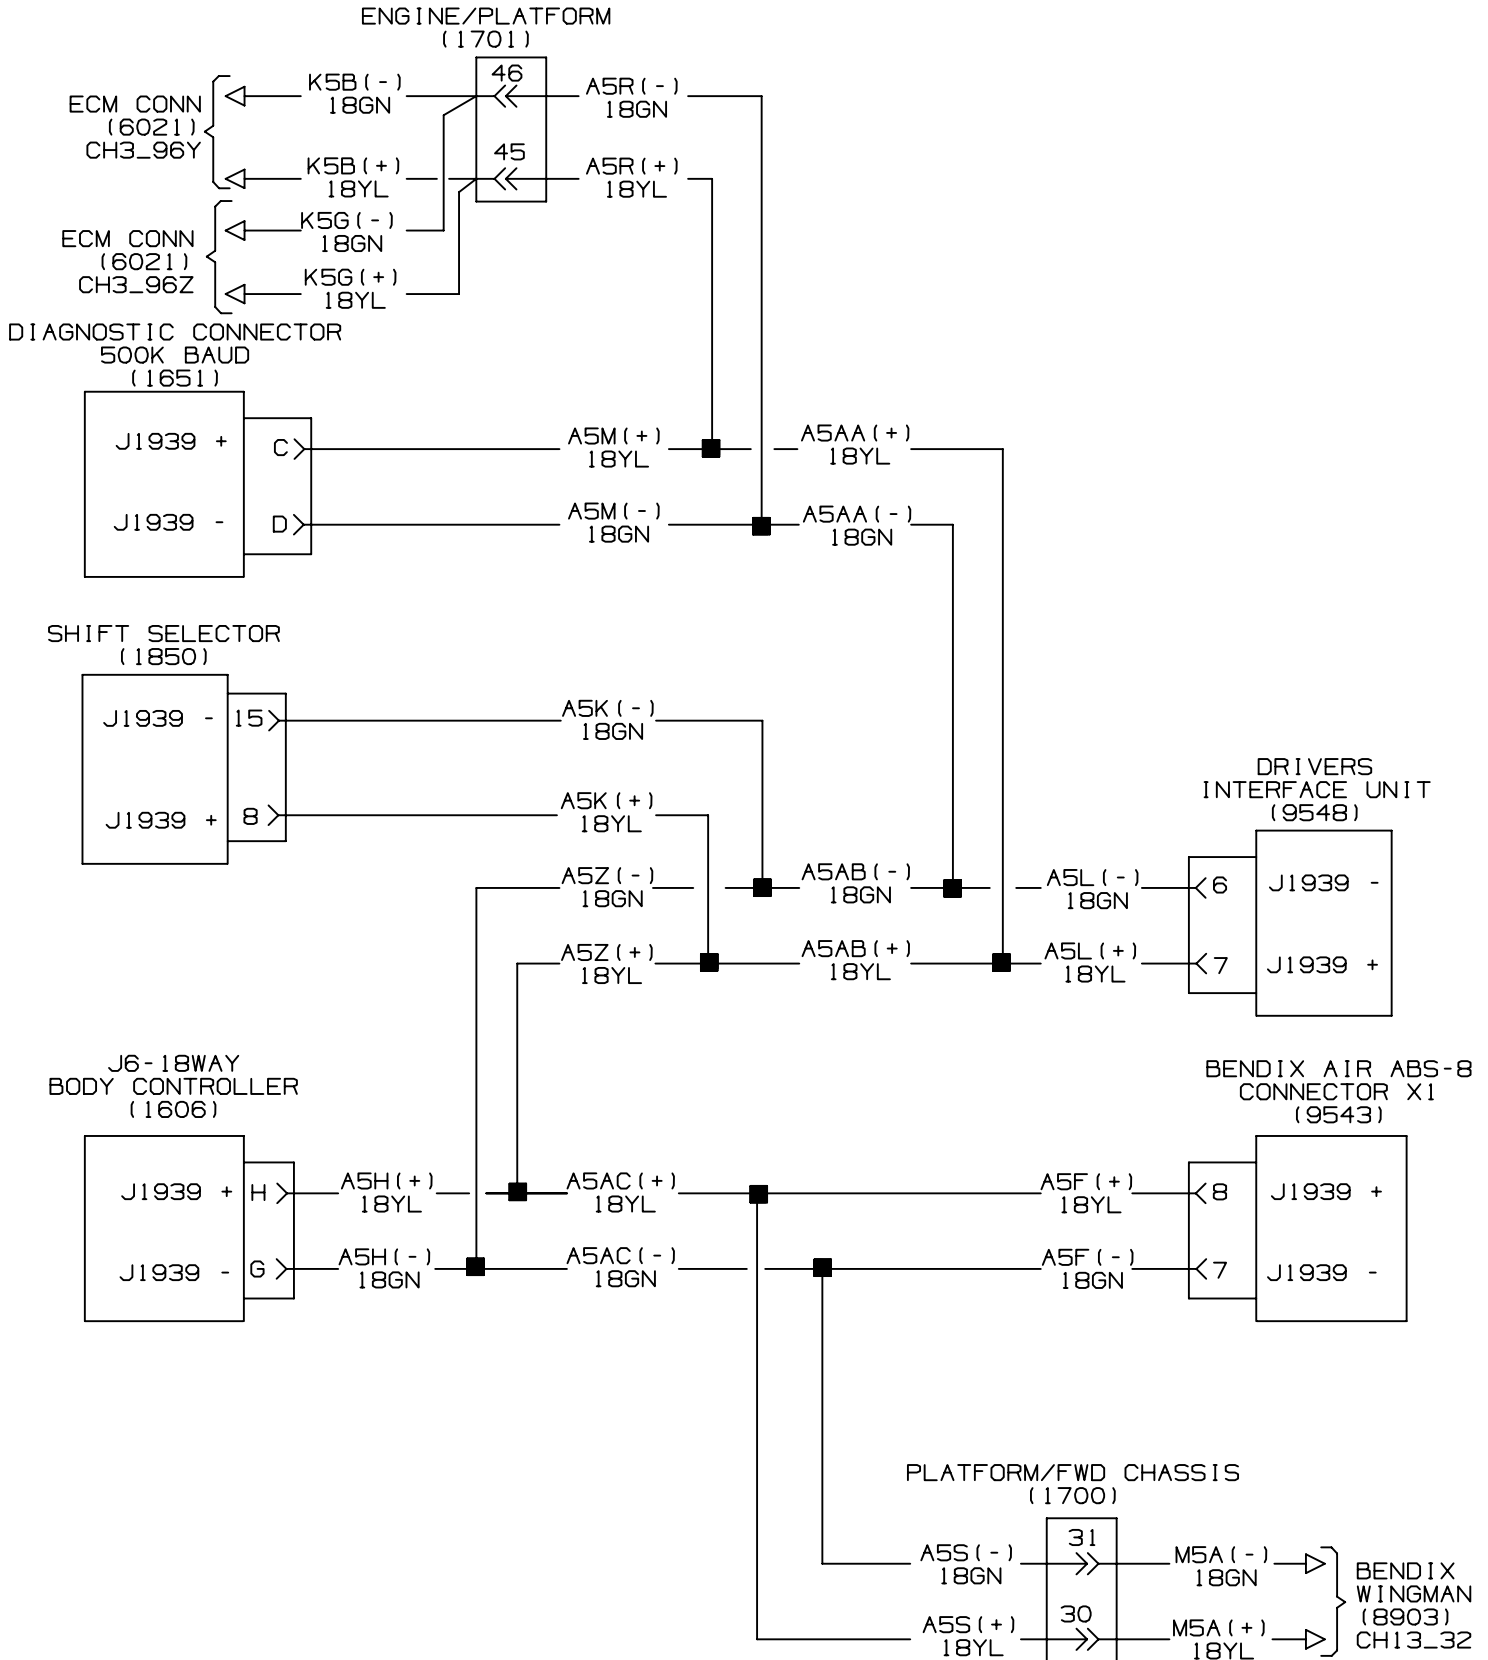 ENGINE/PLATFORM
(1701)
ECM CONN
(6021)
CH3_96Y
K5B(-)
18GN
46
A5R(-)
18GN
K5B(+)
18YL
45
A5R(+)
18YL
ECM CONN
(6021)
CH3_96Z
K5G(-)
18GN
K5G(+)
18YL
DIAGNOSTIC CONNECTOR
500K BAUD
(1651)
J1939 +
C
A5M(+)
18YL
A5AA(+)
18YL
J1939 -
D
A5M(-)
18GN
A5AA(-)
18GN
SHIFT SELECTOR
(1850)
J1939 -
15
A5K(-)
18GN
J1939 +
8
A5K(+)
18YL
DRIVERS
INTERFACE UNIT
(9548)
A5Z(-)
18GN
A5AB(-)
18GN
A5L(-)
18GN
6
J1939 -
A5Z(+)
18YL
A5AB(+)
18YL
A5L(+)
18YL
7
J1939 +
J6-18WAY
BODY CONTROLLER
(1606)
BENDIX AIR ABS-8
CONNECTOR X1
(9543)
J1939 +
H
A5H(+)
18YL
A5AC(+)
18YL
A5F(+)
18YL
8
J1939 +
J1939 -
G
A5H(-)
18GN
A5AC(-)
18GN
A5F(-)
18GN
7
J1939 -
PLATFORM/FWD CHASSIS
(1700)
A5S(-)
18GN
31
M5A(-)
18GN
A5S(+)
18YL
30
M5A(+)
18YL
BENDIX
WINGMAN
(8903)
CH13_32